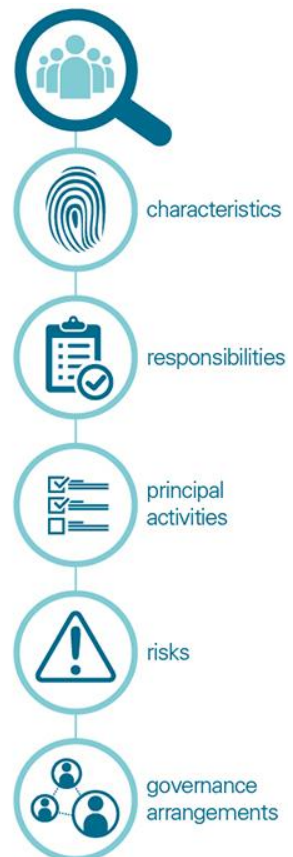 characteristics
responsibilities
principal
activities
risks
governance
arrangements